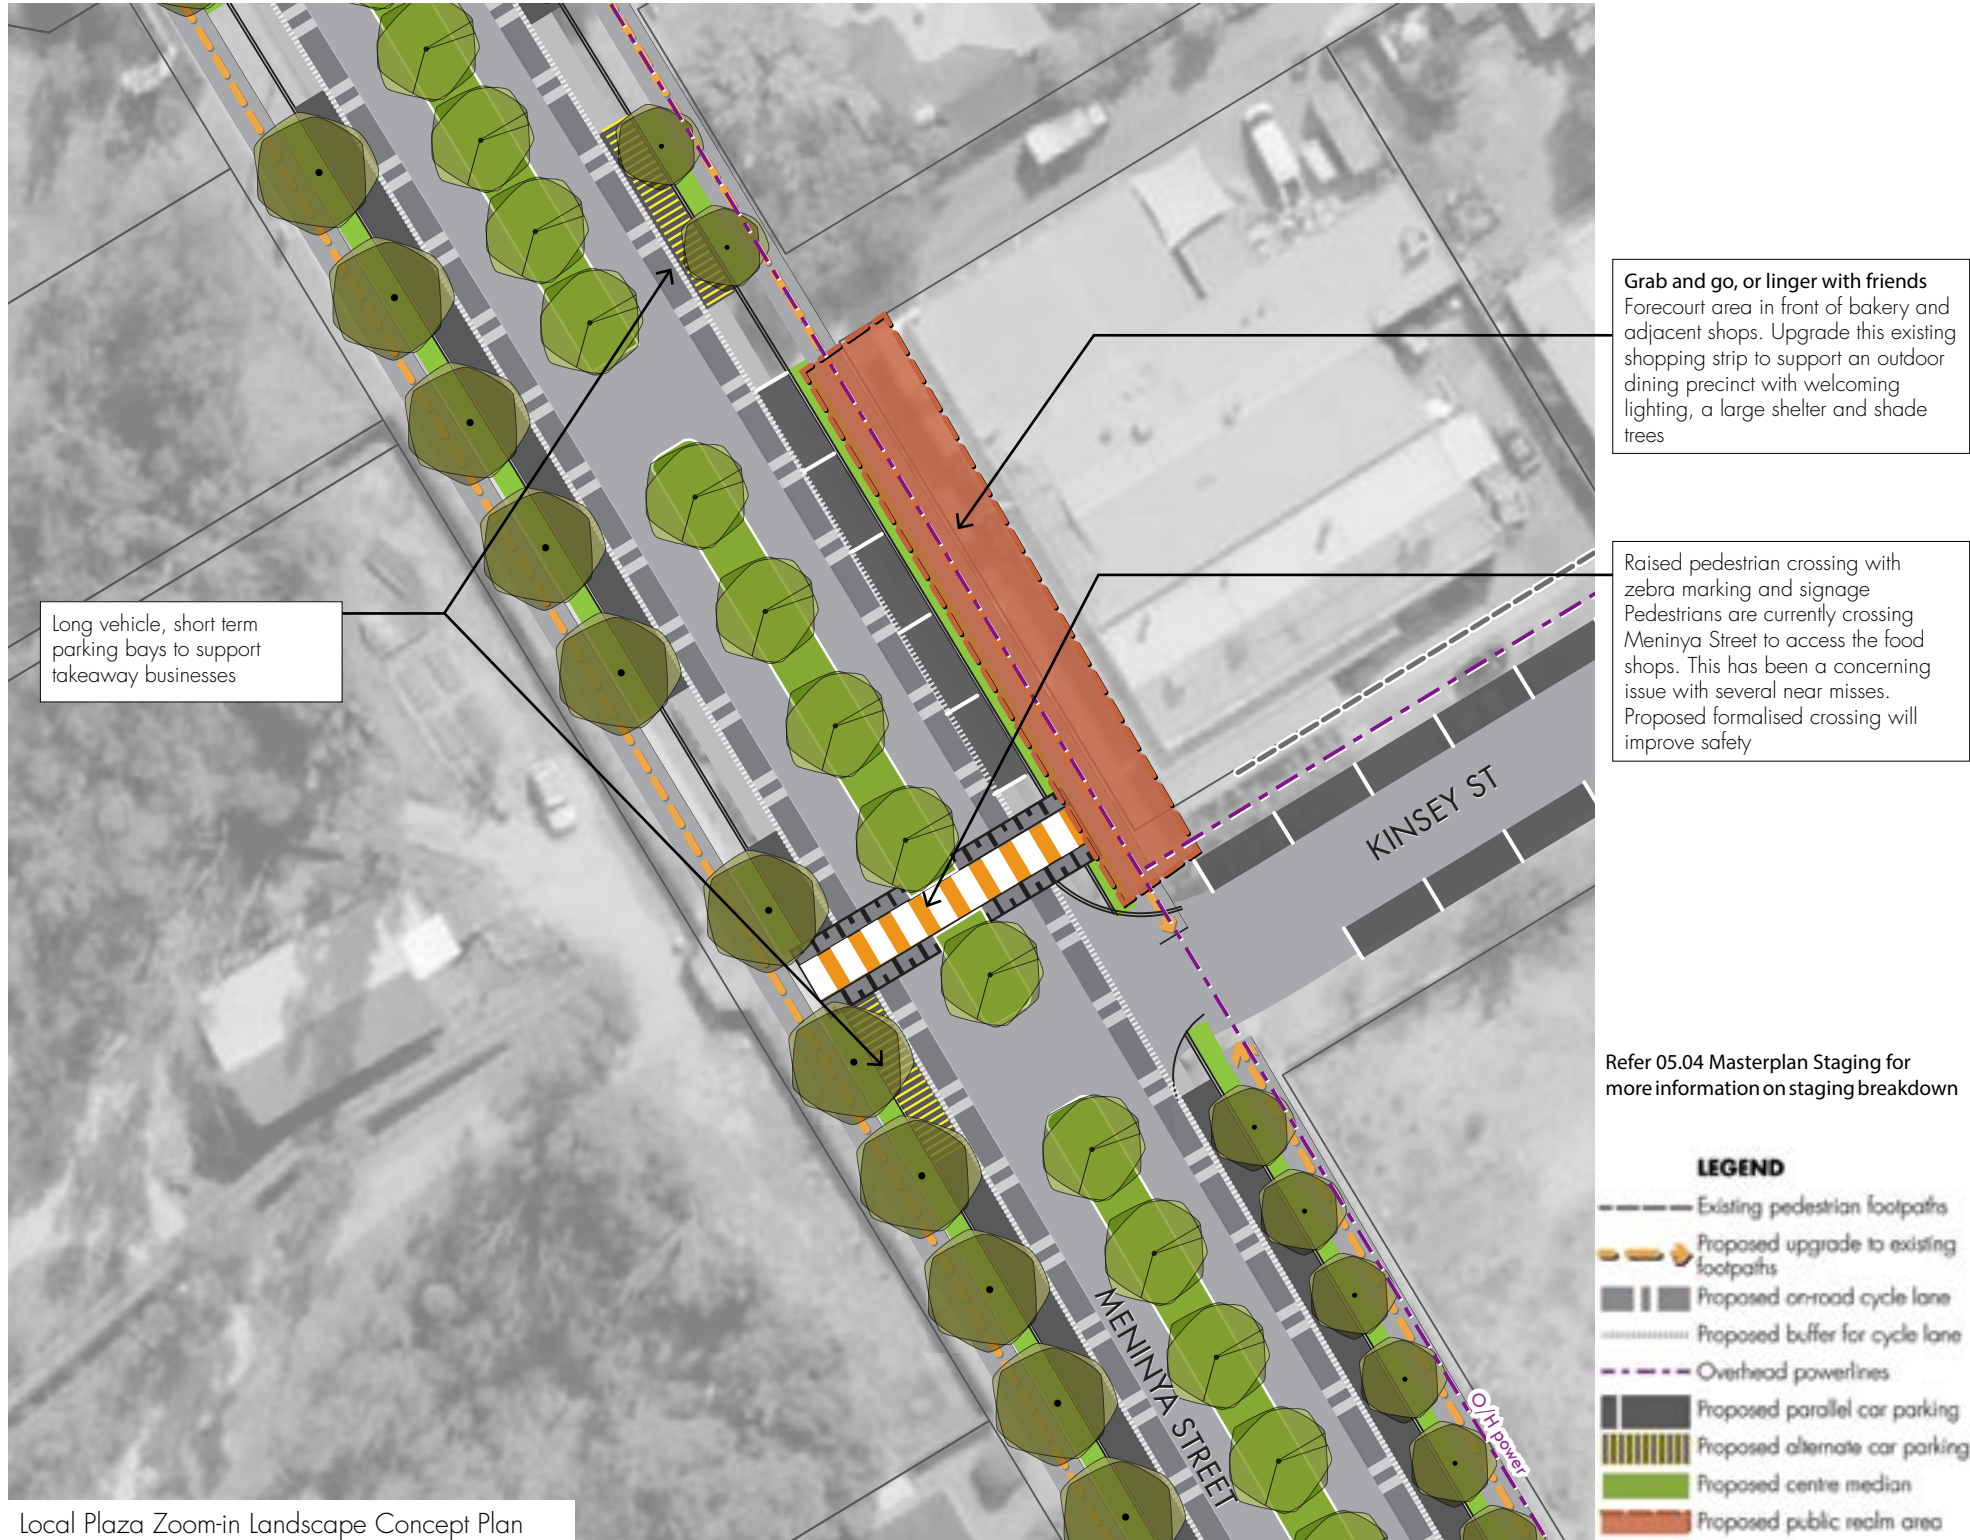 Grab and go, or linger with friends
Forecourt area in front of bakery and
adjacent shops. Upgrade this existing
shopping strip to support an outdoor
dining precinct with welcoming
lighting, a large shelter and shade
trees
Raised pedestrian crossing with
zebra marking and signage
Pedestrians are currently crossing
Meninya Street to access the food
shops. This has been a concerning
issue with several near misses.
Proposed formalised crossing will
improve safety
Long vehicle, short term
parking bays to support
takeaway businesses
KINSEY ST
MENINYA STREET
O/H power
Refer 05.04 Masterplan Staging for
more information on staging breakdown
LEGEND
Existing pedestrian footpaths
Proposed upgrade to existing
footpaths
Proposed on-road cycle lane
Proposed buffer for cycle lane
Overhead powerlines
Proposed parallel car parking
Proposed alternate car parking
Proposed centre median
Proposed public realm area
Local Plaza Zoom-in Landscape Concept Plan